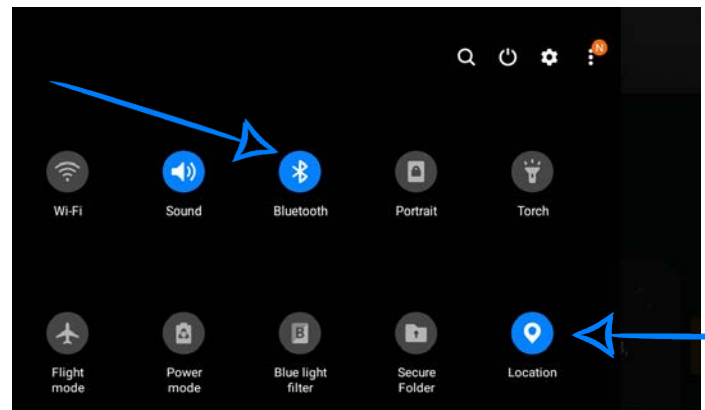 N
Wi-Fi
Sound
Bluetooth
Portrait
Torch
B
Flight
mode
Power
mode
Blue light
filter
Secure
Folder
Location